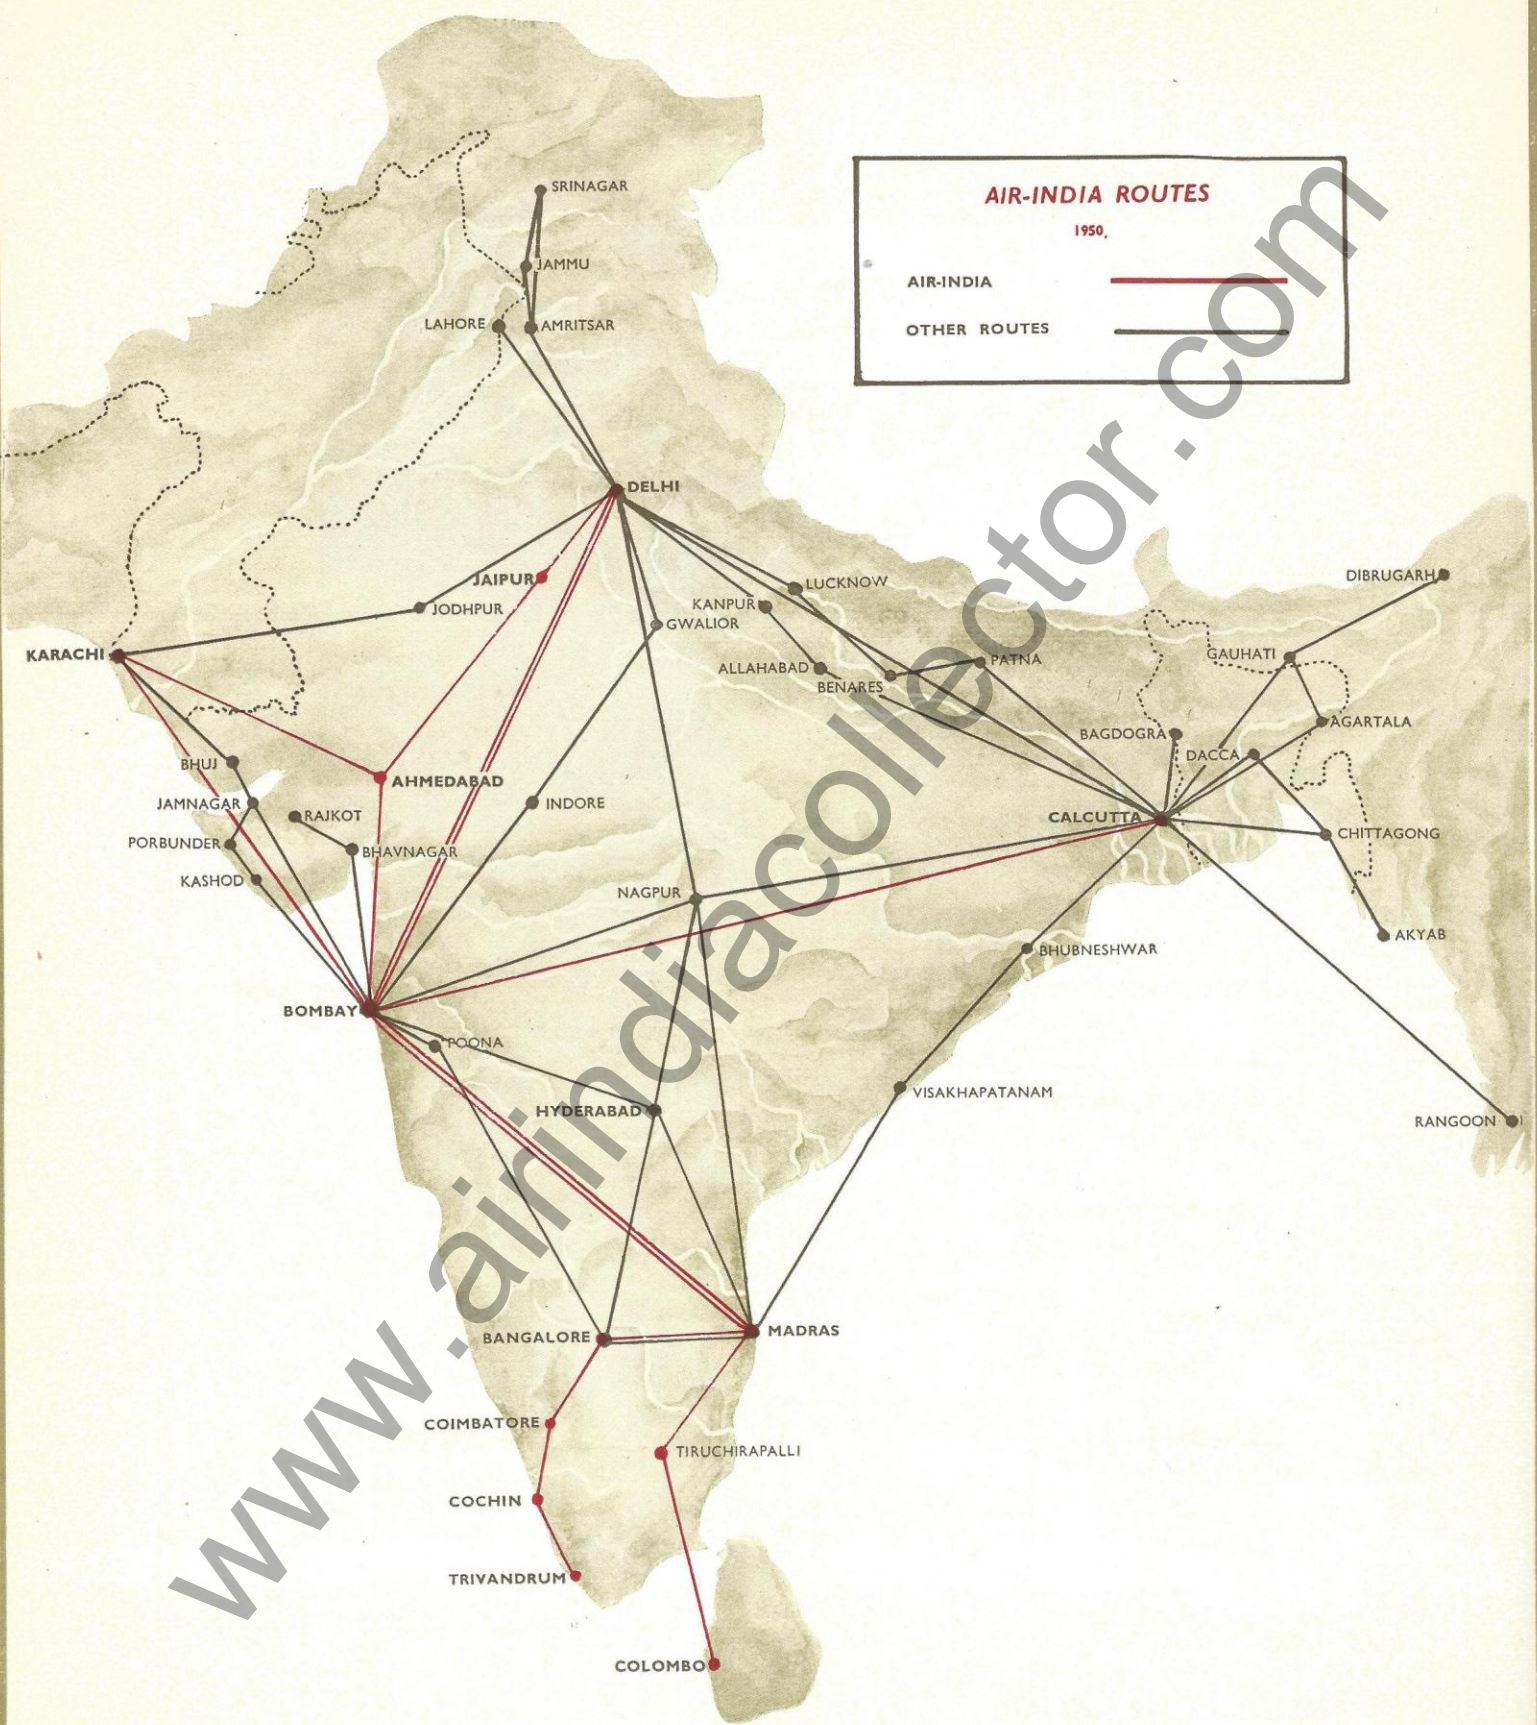 AIR-INDIA ROUTES
1950.
AIR-INDIA
OTHER ROUTES
SRINAGAR
JAMMU
LAHORE
AMRITSAR
DELHI
JAIPUR
JODHPUR
LUCKNOW
KANPUR
GWALIOR
DIBRUGARH
KARACHI
ALLAHABAD
BENARES
PATNA
GAUHATI
BAGDOGRA
AGARTALA
DACCA
BHUJ
AHMEDABAD
JAMNAGAR
RAJKOT
INDORE
CALCUTTA
CHITTAGONG
PORBUNDER
BHAVNAGAR
KASHOD
NAGPUR
AKYAB
BHUBNESHWAR
BOMBAY
POONA
HYDERABAD
VISAKHAPATANAM
RANGOON
BANGALORE
MADRAS
COIMBATORE
TIRUCHIRAPALLI
COCHIN
TRIVANDRUM
COLOMBO
www.airindiacollector.com